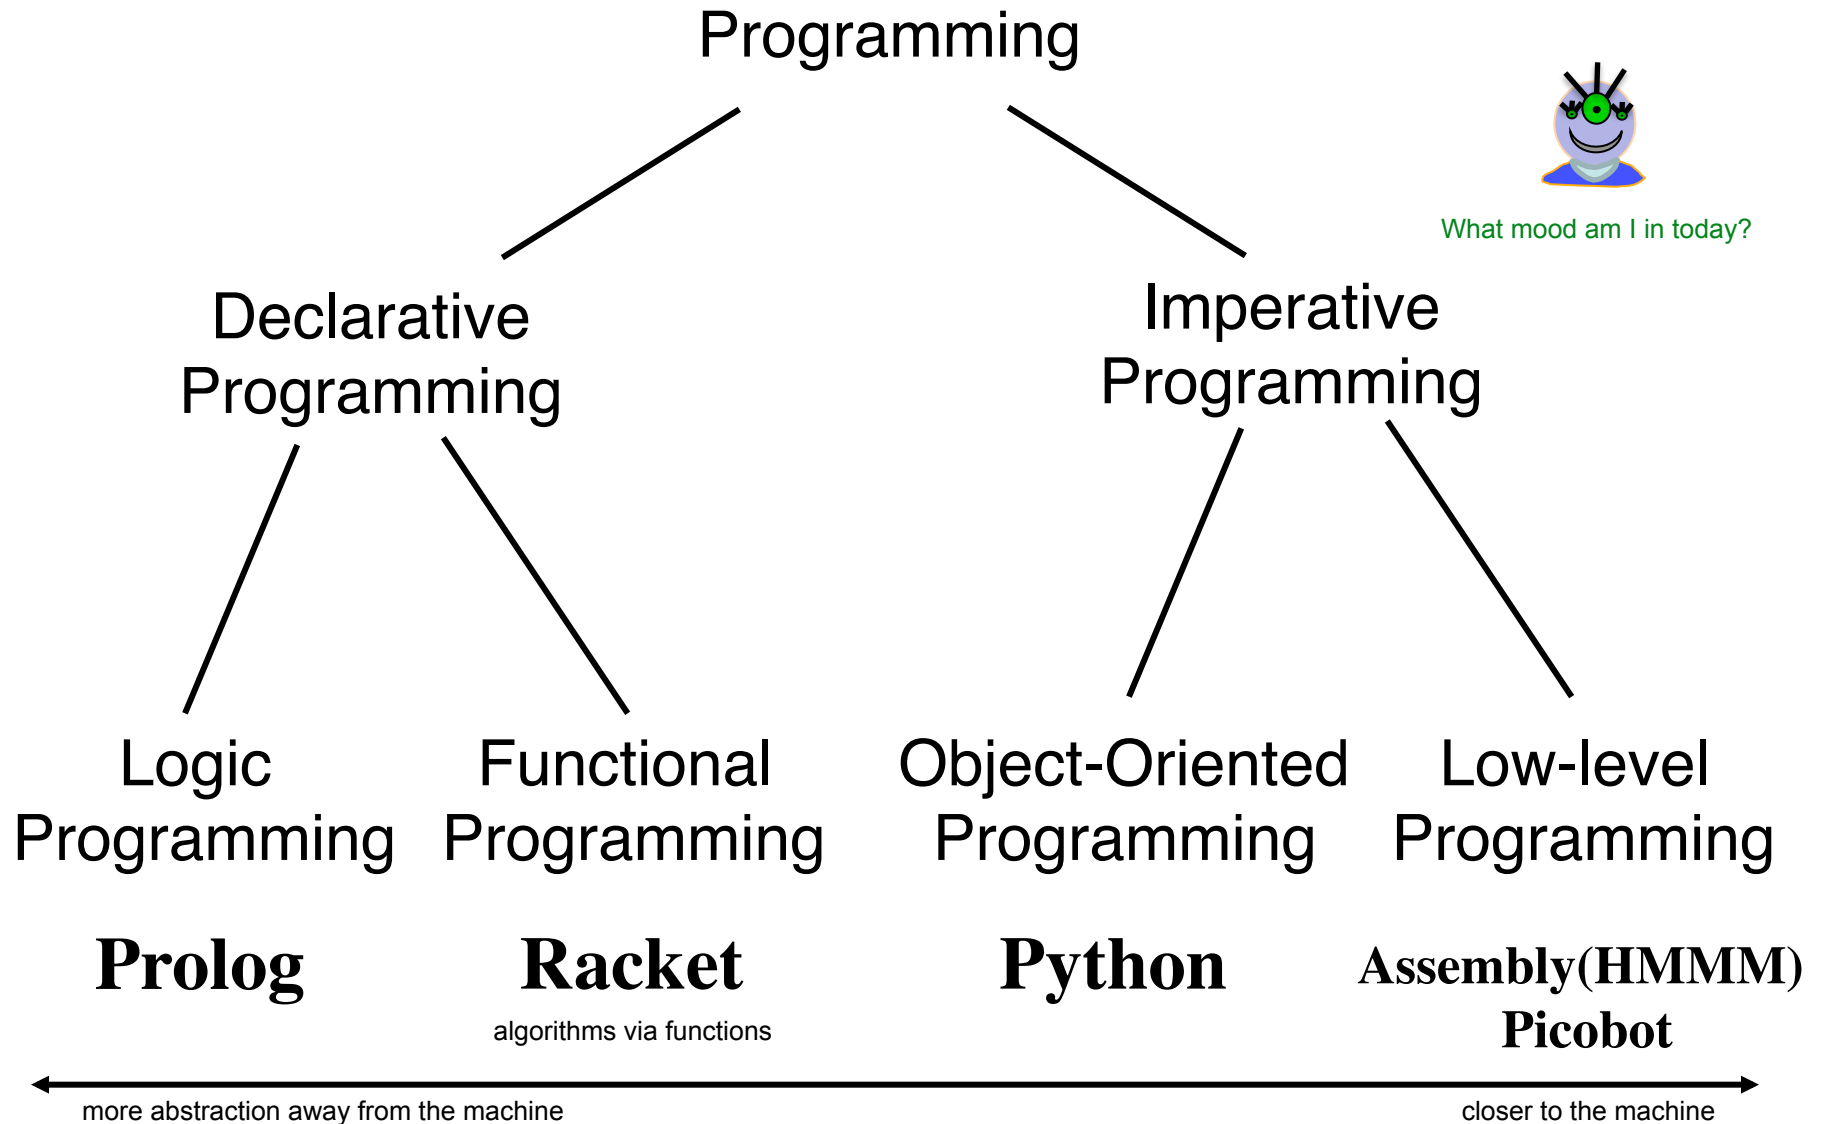 Programming
What mood am I in today?
Declarative
Programming
Imperative
Programming
Logic
Programming
Functional
Programming
Object-Oriented
Programming
Low-level
Programming
Prolog
Racket
algorithms via functions
Python
Assembly(HMMM)
Picobot
more abstraction away from the machine
closer to the machine